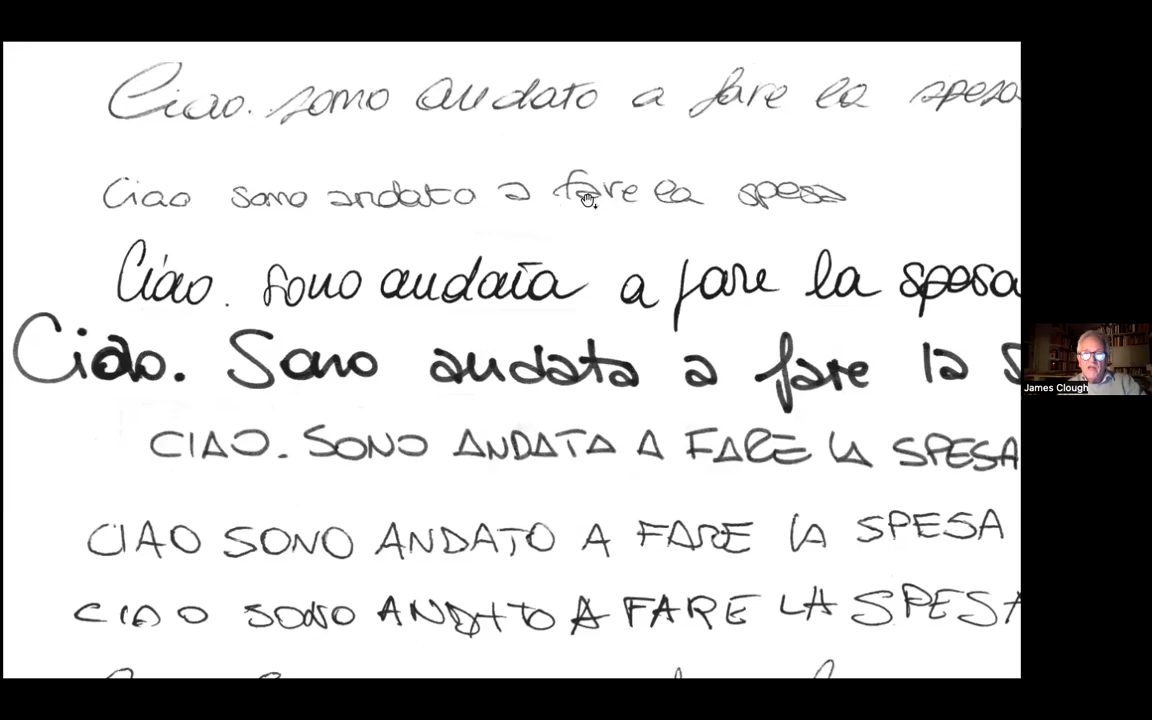 Ciao. sono andato a fare la spesa
Ciao sono andato a fare la spesa
Ciao. sono andata a fare la spesa
Ciao. Sono andata a fare la S
James Clough
CIAO. SONO ANDATA A FARE LA SPESA
CIAO SONO ANDATO A FARE LA SPESA
CIAO SONO ANDATO A FARE LA SPESA